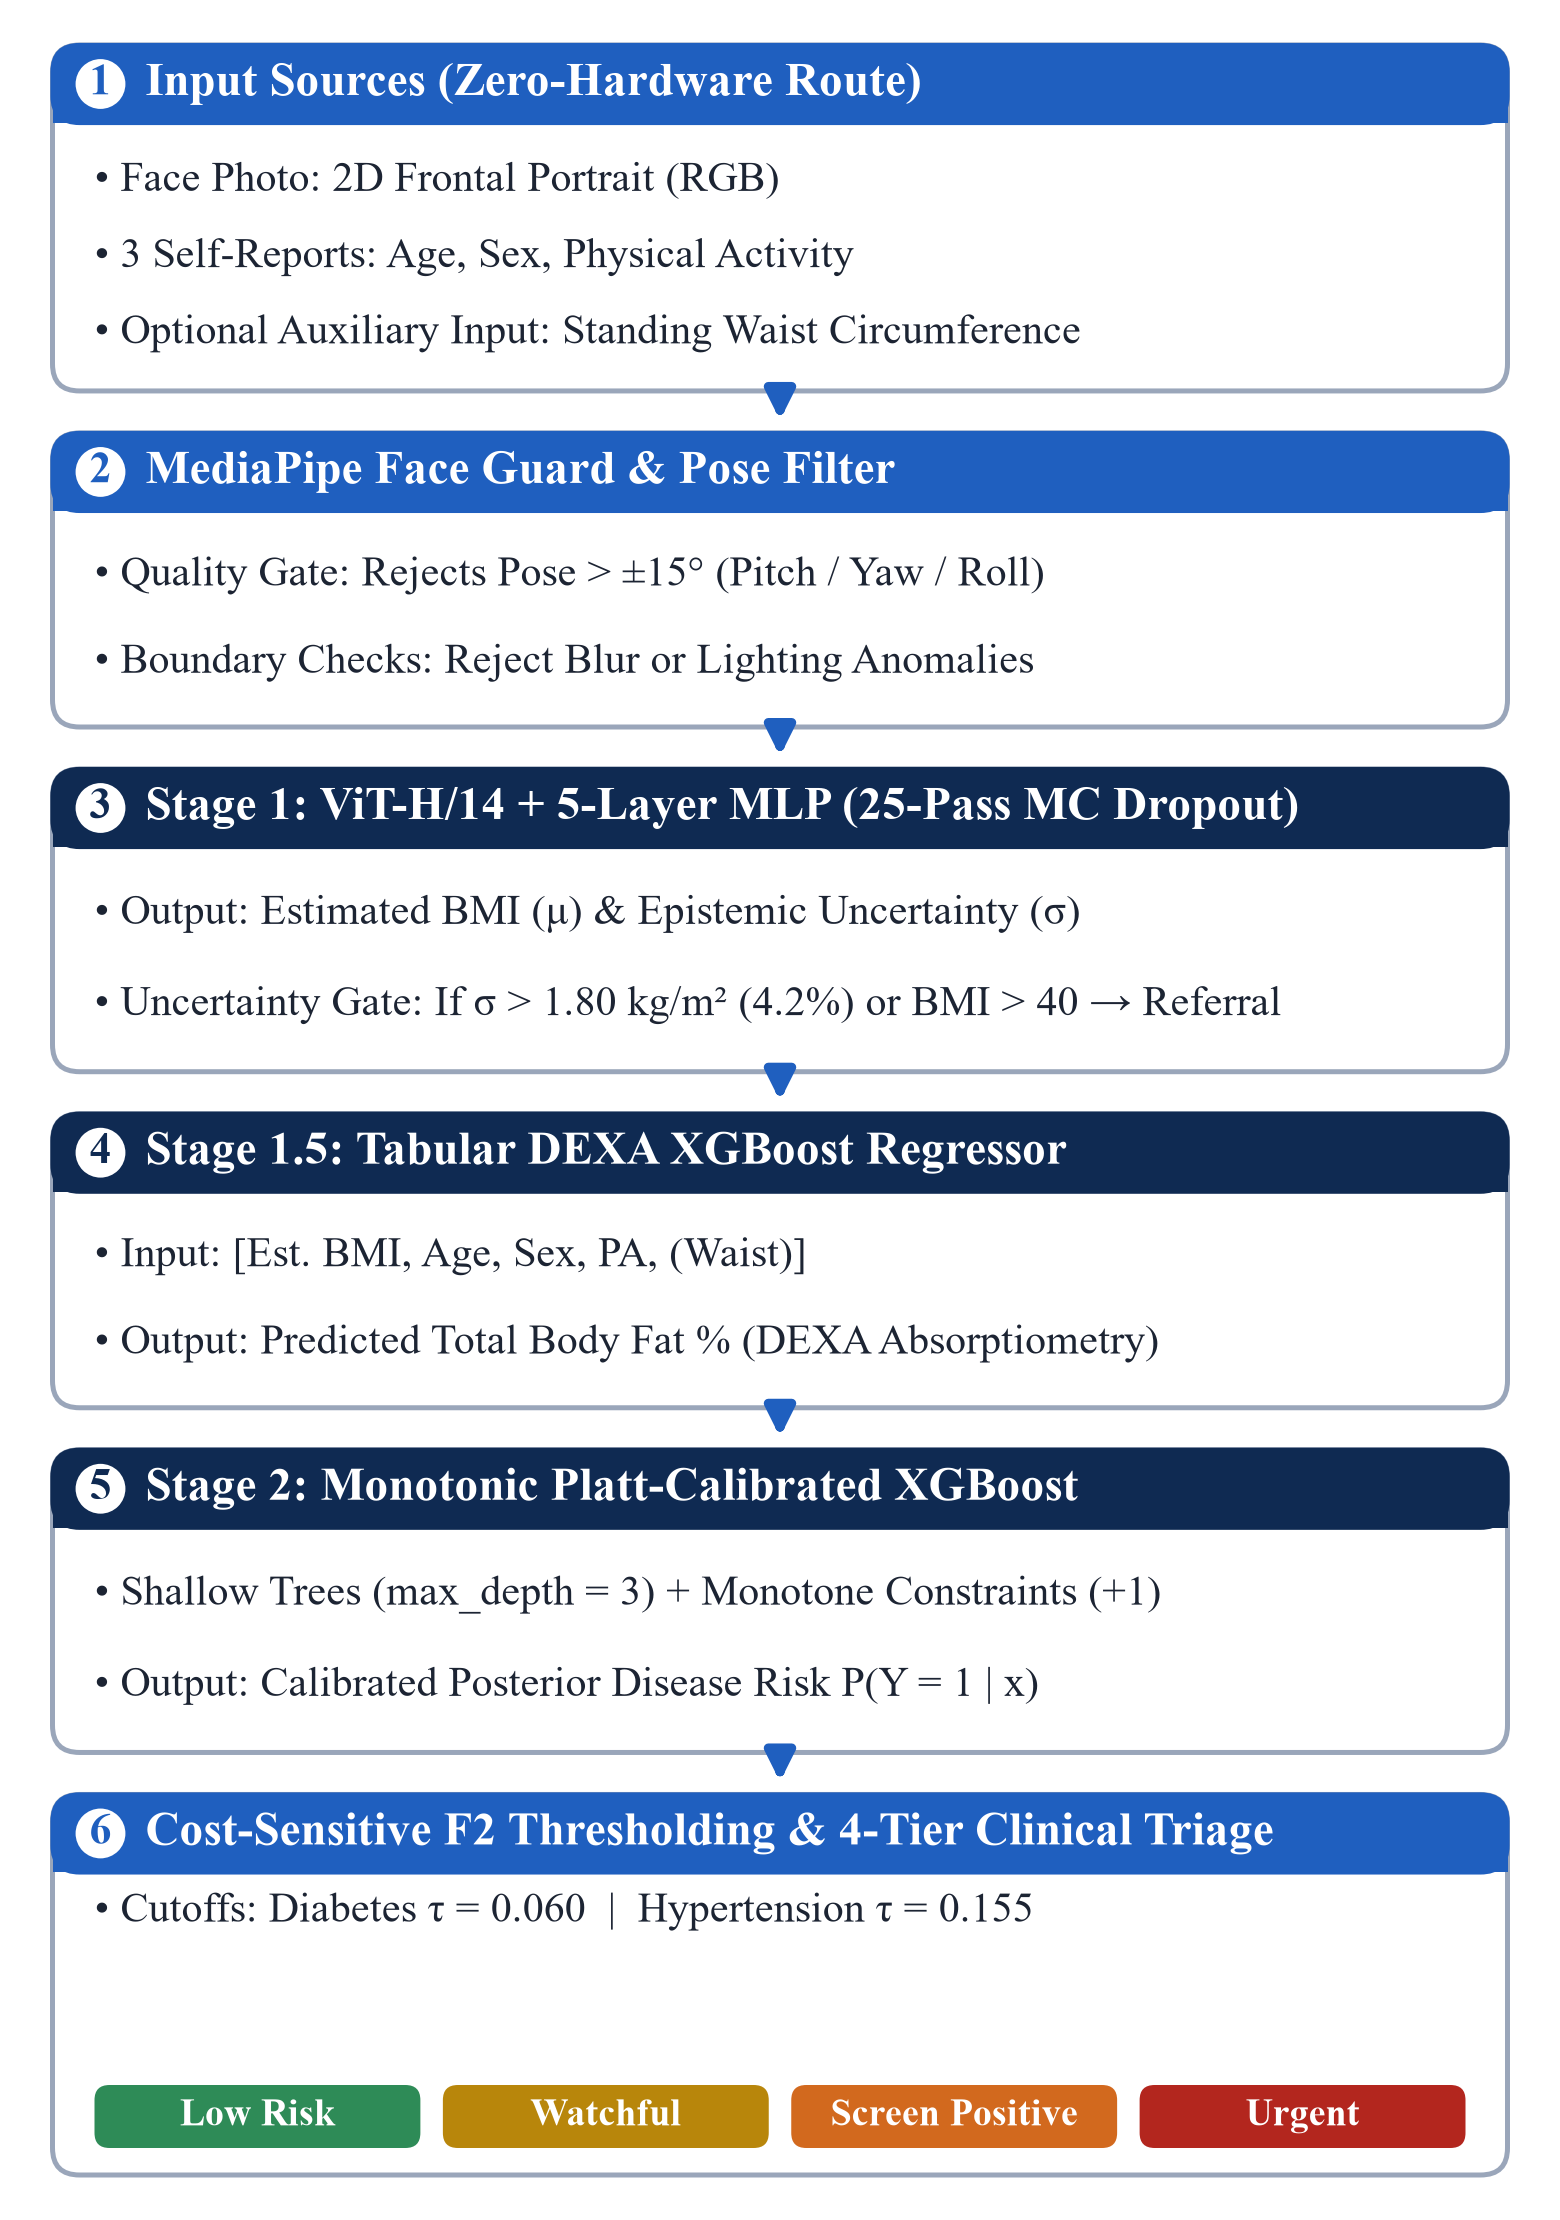 1 Input Sources (Zero-Hardware Route)
• Face Photo: 2D Frontal Portrait (RGB)
• 3 Self-Reports: Age, Sex, Physical Activity
• Optional Auxiliary Input: Standing Waist Circumference
2 MediaPipe Face Guard & Pose Filter
• Quality Gate: Rejects Pose > ±15° (Pitch / Yaw / Roll)
• Boundary Checks: Reject Blur or Lighting Anomalies
3 Stage 1: ViT-H/14 + 5-Layer MLP (25-Pass MC Dropout)
• Output: Estimated BMI (μ) & Epistemic Uncertainty (σ)
• Uncertainty Gate: If σ > 1.80 kg/m² (4.2%) or BMI > 40 → Referral
4 Stage 1.5: Tabular DEXA XGBoost Regressor
• Input: [Est. BMI, Age, Sex, PA, (Waist)]
• Output: Predicted Total Body Fat % (DEXA Absorptiometry)
5 Stage 2: Monotonic Platt-Calibrated XGBoost
• Shallow Trees (max_depth = 3) + Monotone Constraints (+1)
• Output: Calibrated Posterior Disease Risk P(Y = 1 | x)
6 Cost-Sensitive F2 Thresholding & 4-Tier Clinical Triage
• Cutoffs: Diabetes τ = 0.060 | Hypertension τ = 0.155
Low Risk Watchful Screen Positive Urgent